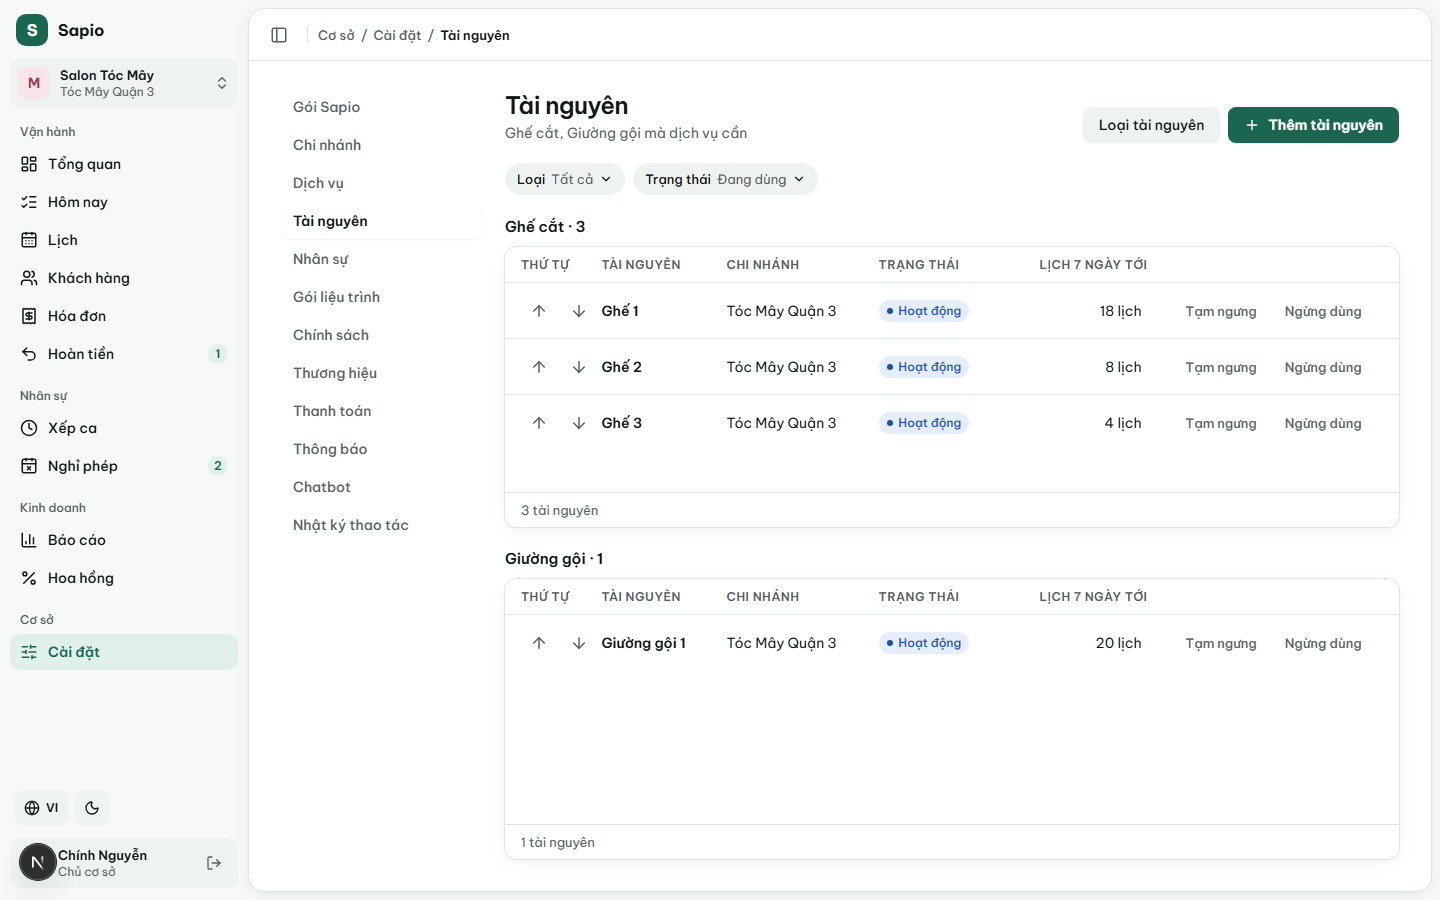 S Sapio
M Salon Tóc Mây
Tóc Mây Quận 3
Vận hành
Tổng quan
Hôm nay
Lịch
Khách hàng
Hóa đơn
Hoàn tiền 1
Nhân sự
Xếp ca
Nghỉ phép 2
Kinh doanh
Báo cáo
Hoa hồng
Cơ sở
Cài đặt
VI
N Chính Nguyễn
Chủ cơ sở
Cơ sở / Cài đặt / Tài nguyên
Gói Sapio
Chi nhánh
Dịch vụ
Tài nguyên
Nhân sự
Gói liệu trình
Chính sách
Thương hiệu
Thanh toán
Thông báo
Chatbot
Nhật ký thao tác
Tài nguyên
Ghế cắt, Giường gội mà dịch vụ cần
Loại tài nguyên
Thêm tài nguyên
Loại Tất cả
Trạng thái Đang dùng
Ghế cắt · 3
THỨ TỰ TÀI NGUYÊN CHI NHÁNH TRẠNG THÁI LỊCH 7 NGÀY TỚI
Ghế 1 Tóc Mây Quận 3 Hoạt động 18 lịch Tạm ngưng Ngừng dùng
Ghế 2 Tóc Mây Quận 3 Hoạt động 8 lịch Tạm ngưng Ngừng dùng
Ghế 3 Tóc Mây Quận 3 Hoạt động 4 lịch Tạm ngưng Ngừng dùng
3 tài nguyên
Giường gội · 1
THỨ TỰ TÀI NGUYÊN CHI NHÁNH TRẠNG THÁI LỊCH 7 NGÀY TỚI
Giường gội 1 Tóc Mây Quận 3 Hoạt động 20 lịch Tạm ngưng Ngừng dùng
1 tài nguyên